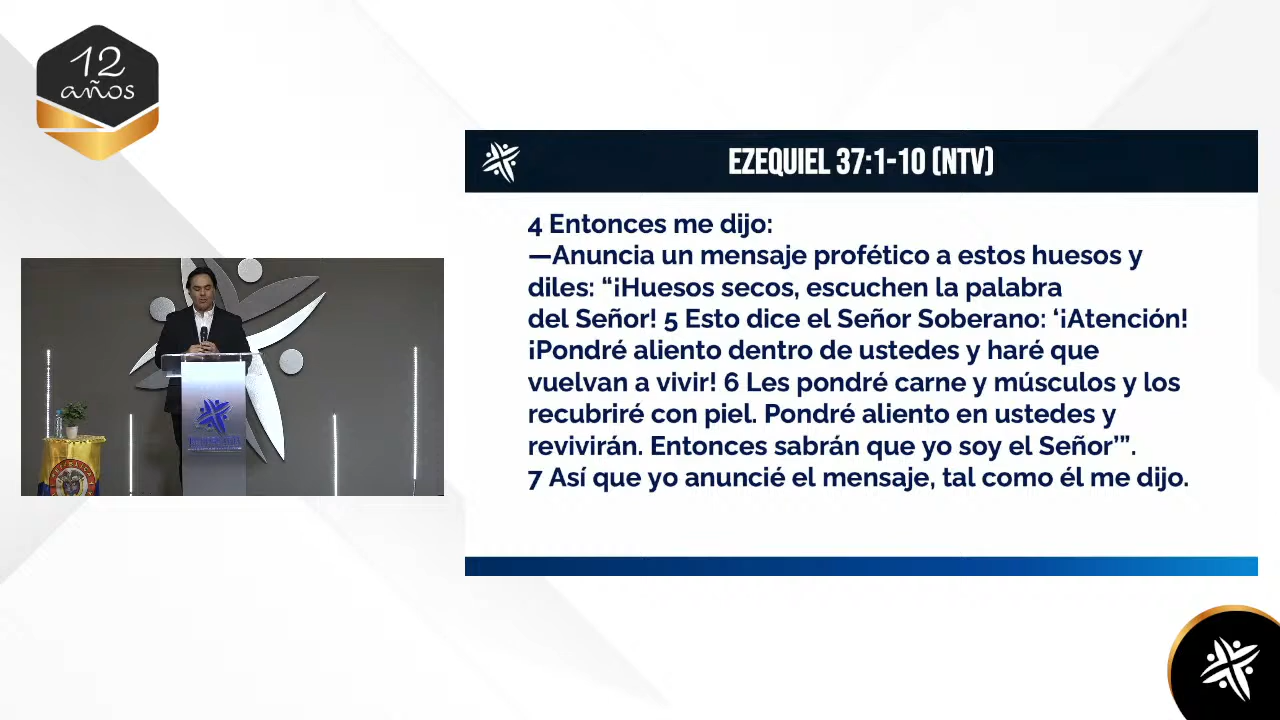 12
años
EZEQUIEL 37:1-10 (NTV)
4 Entonces me dijo:
—Anuncia un mensaje profético a estos huesos y
diles: “¡Huesos secos, escuchen la palabra
del Señor! 5 Esto dice el Señor Soberano: ‘¡Atención!
¡Pondré aliento dentro de ustedes y haré que
vuelvan a vivir! 6 Les pondré carne y músculos y los
recubriré con piel. Pondré aliento en ustedes y
revivirán. Entonces sabrán que yo soy el Señor’”.
7 Así que yo anuncié el mensaje, tal como él me dijo.